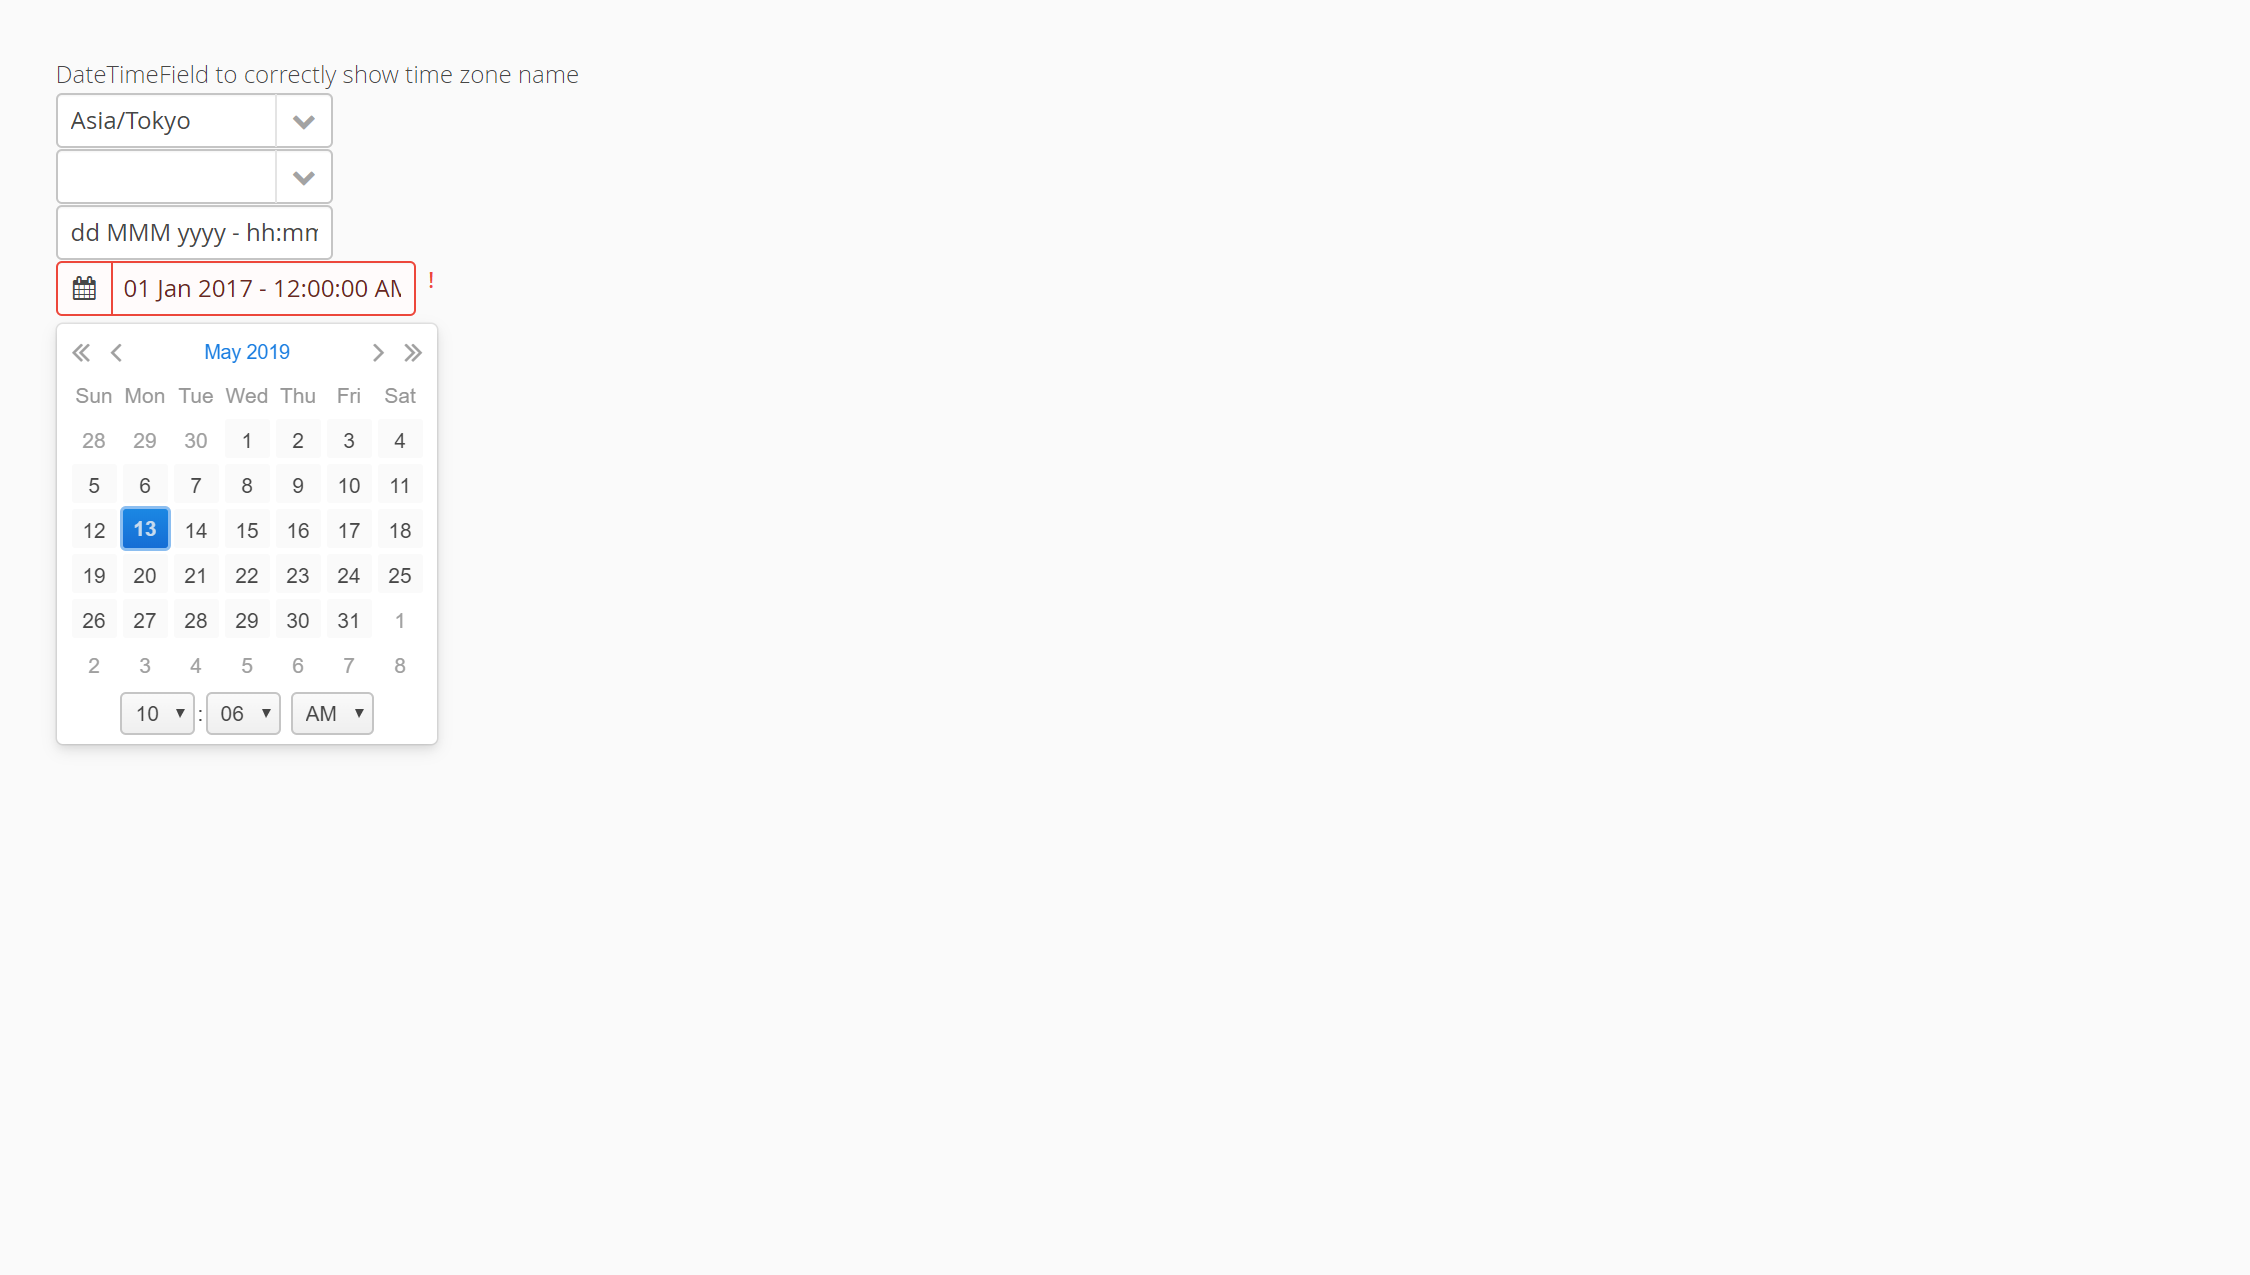 DateTimeField to correctly show time zone name
Asia/Tokyo
dd MMM yyyy - hh:mm
01 Jan 2017 - 12:00:00 AM
!
May 2019
Sun Mon Tue Wed Thu Fri Sat
28 29 30 1 2 3 4
5 6 7 8 9 10 11
12 13 14 15 16 17 18
19 20 21 22 23 24 25
26 27 28 29 30 31 1
2 3 4 5 6 7 8
10 : 06 AM